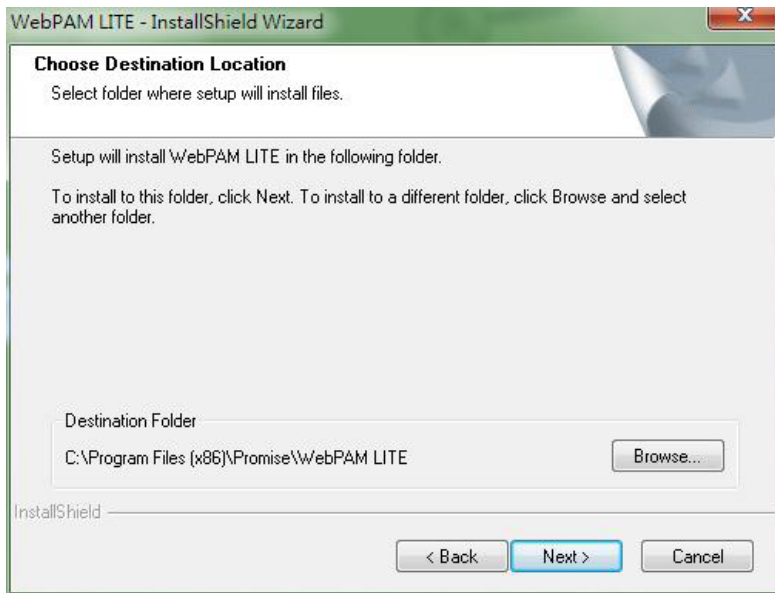 WebPAM LITE - InstallShield Wizard
Choose Destination Location
Select folder where setup will install files.
Setup will install WebPAM LITE in the following folder.
To install to this folder, click Next. To install to a different folder, click Browse and select
another folder.
Destination Folder
C:\Program Files (x86)\Promise\WebPAM LITE
Browse...
InstallShield
< Back
Next >
Cancel